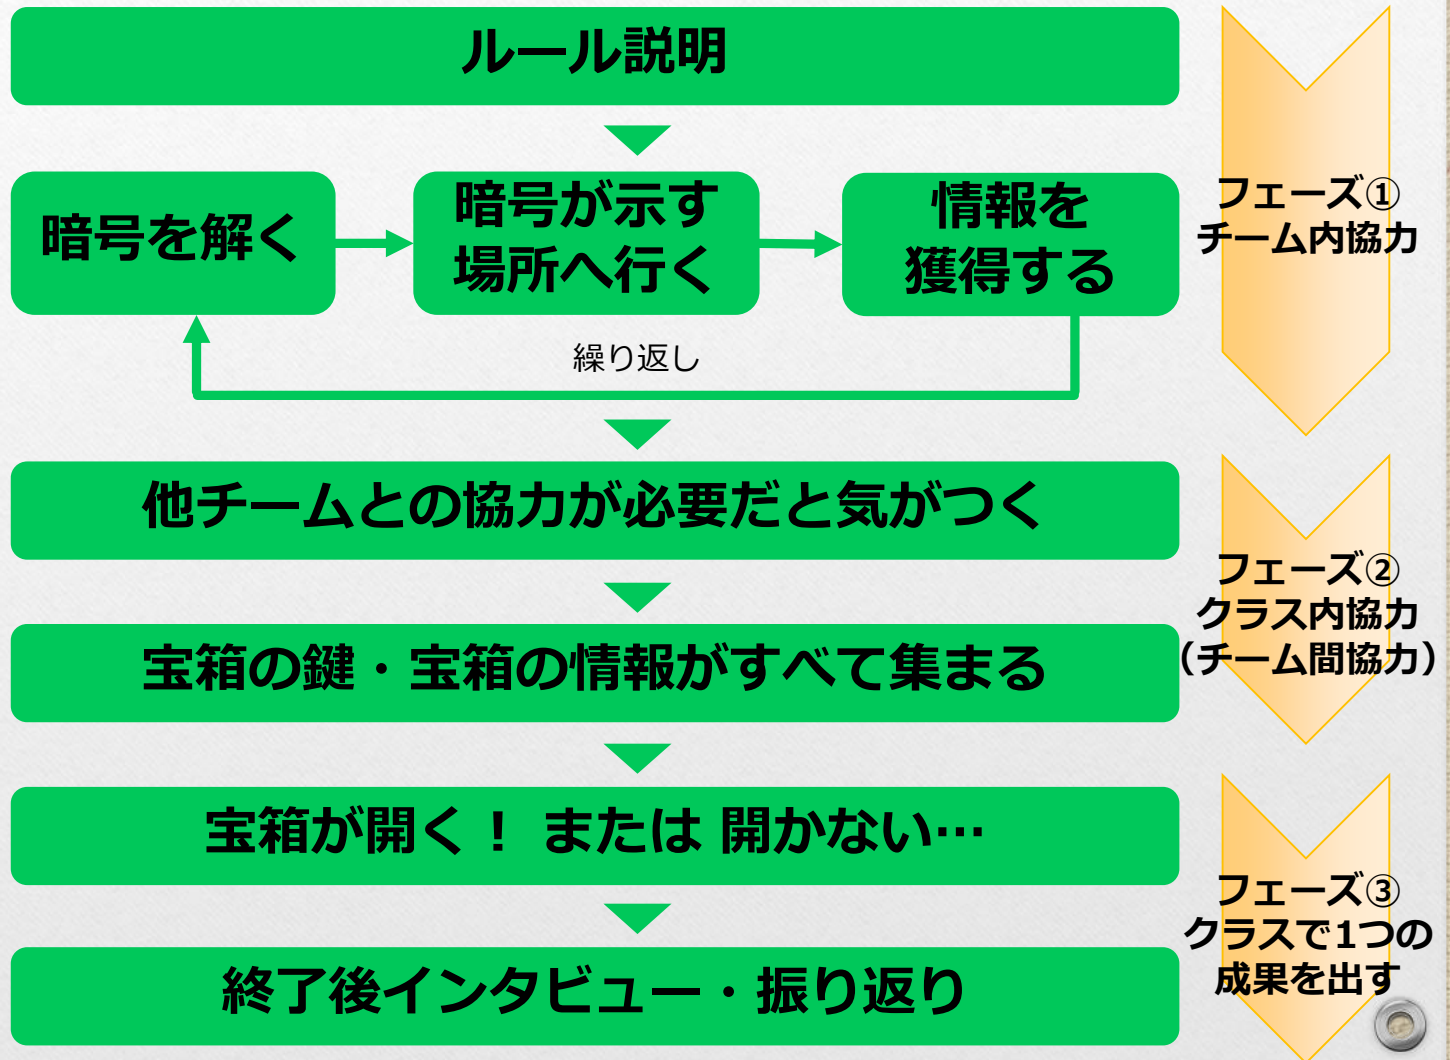 ルール説明
暗号を解く
暗号が示す
場所へ行く
情報を
獲得する
繰り返し
フェーズ①
チーム内協力
他チームとの協力が必要だと気がつく
宝箱の鍵・宝箱の情報がすべて集まる
フェーズ②
クラス内協力
（チーム間協力）
宝箱が開く！ または 開かない…
終了後インタビュー・振り返り
フェーズ③
クラスで1つの
成果を出す